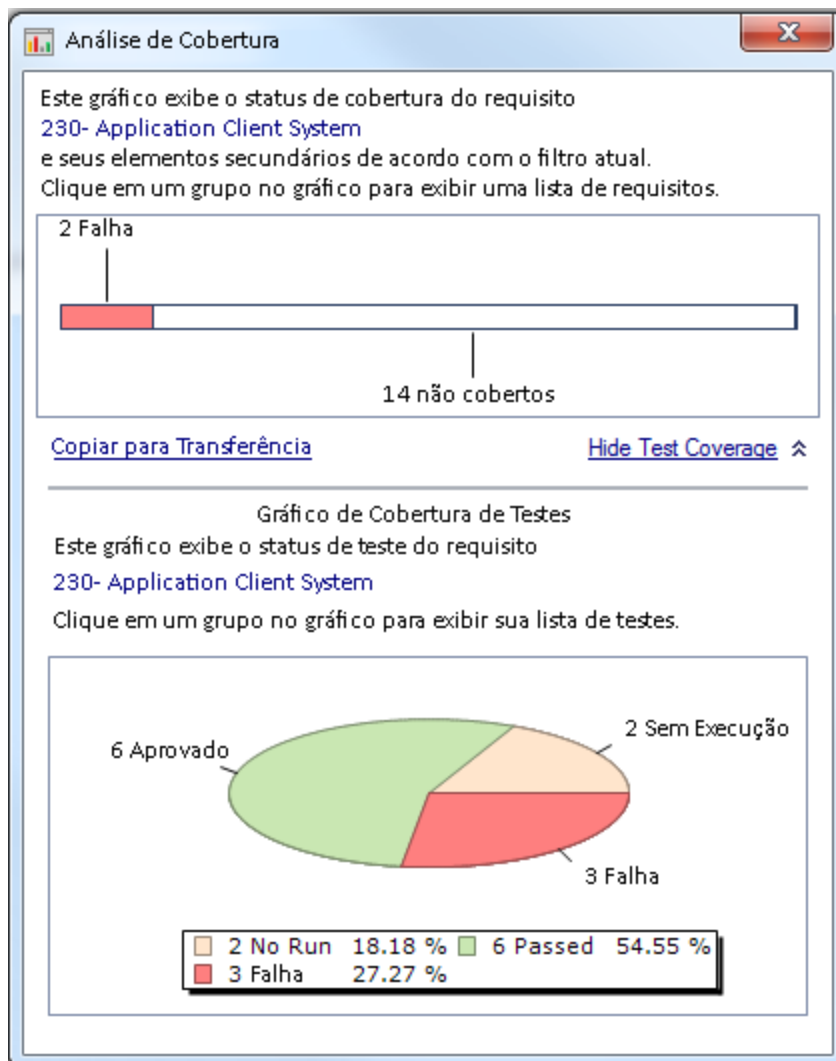 Análise de Cobertura
Este gráfico exibe o status de cobertura do requisito
230- Application Client System
e seus elementos secundários de acordo com o filtro atual.
Clique em um grupo no gráfico para exibir uma lista de requisitos.
2 Falha
14 não cobertos
Copiar para Transferência
Hide Test Coverage
Gráfico de Cobertura de Testes
Este gráfico exibe o status de teste do requisito
230- Application Client System
Clique em um grupo no gráfico para exibir sua lista de testes.
2 Sem Execução
6 Aprovado
3 Falha
2 No Run 18.18 % 6 Passed 54.55 %
3 Falha 27.27 %